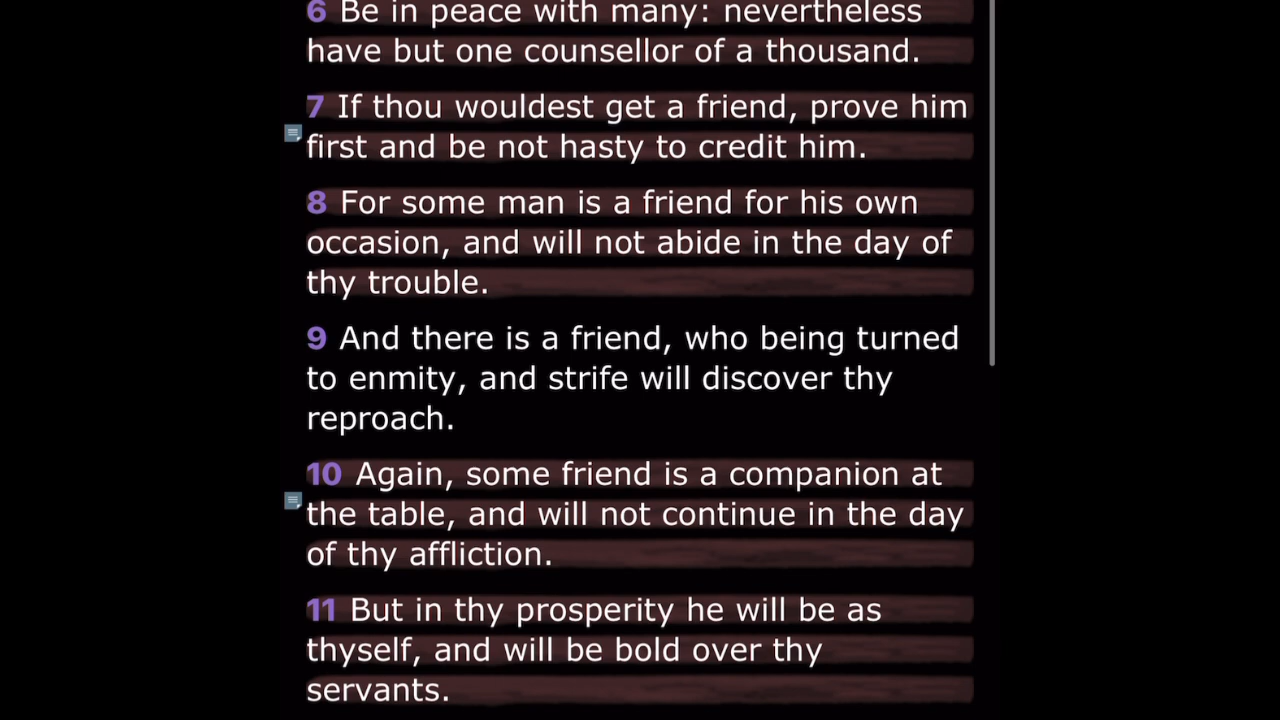 6 Be in peace with many: nevertheless
have but one counsellor of a thousand.
7 If thou wouldest get a friend, prove him
first and be not hasty to credit him.
8 For some man is a friend for his own
occasion, and will not abide in the day of
thy trouble.
9 And there is a friend, who being turned
to enmity, and strife will discover thy
reproach.
10 Again, some friend is a companion at
the table, and will not continue in the day
of thy affliction.
11 But in thy prosperity he will be as
thyself, and will be bold over thy
servants.